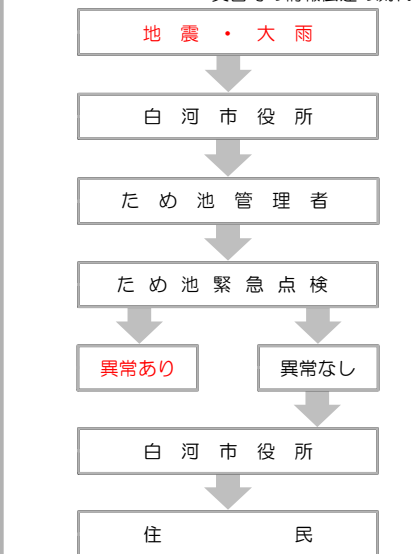 地震・大雨
白河市役所
ため池管理者
ため池緊急点検
異常あり 異常なし
白河市役所
住民